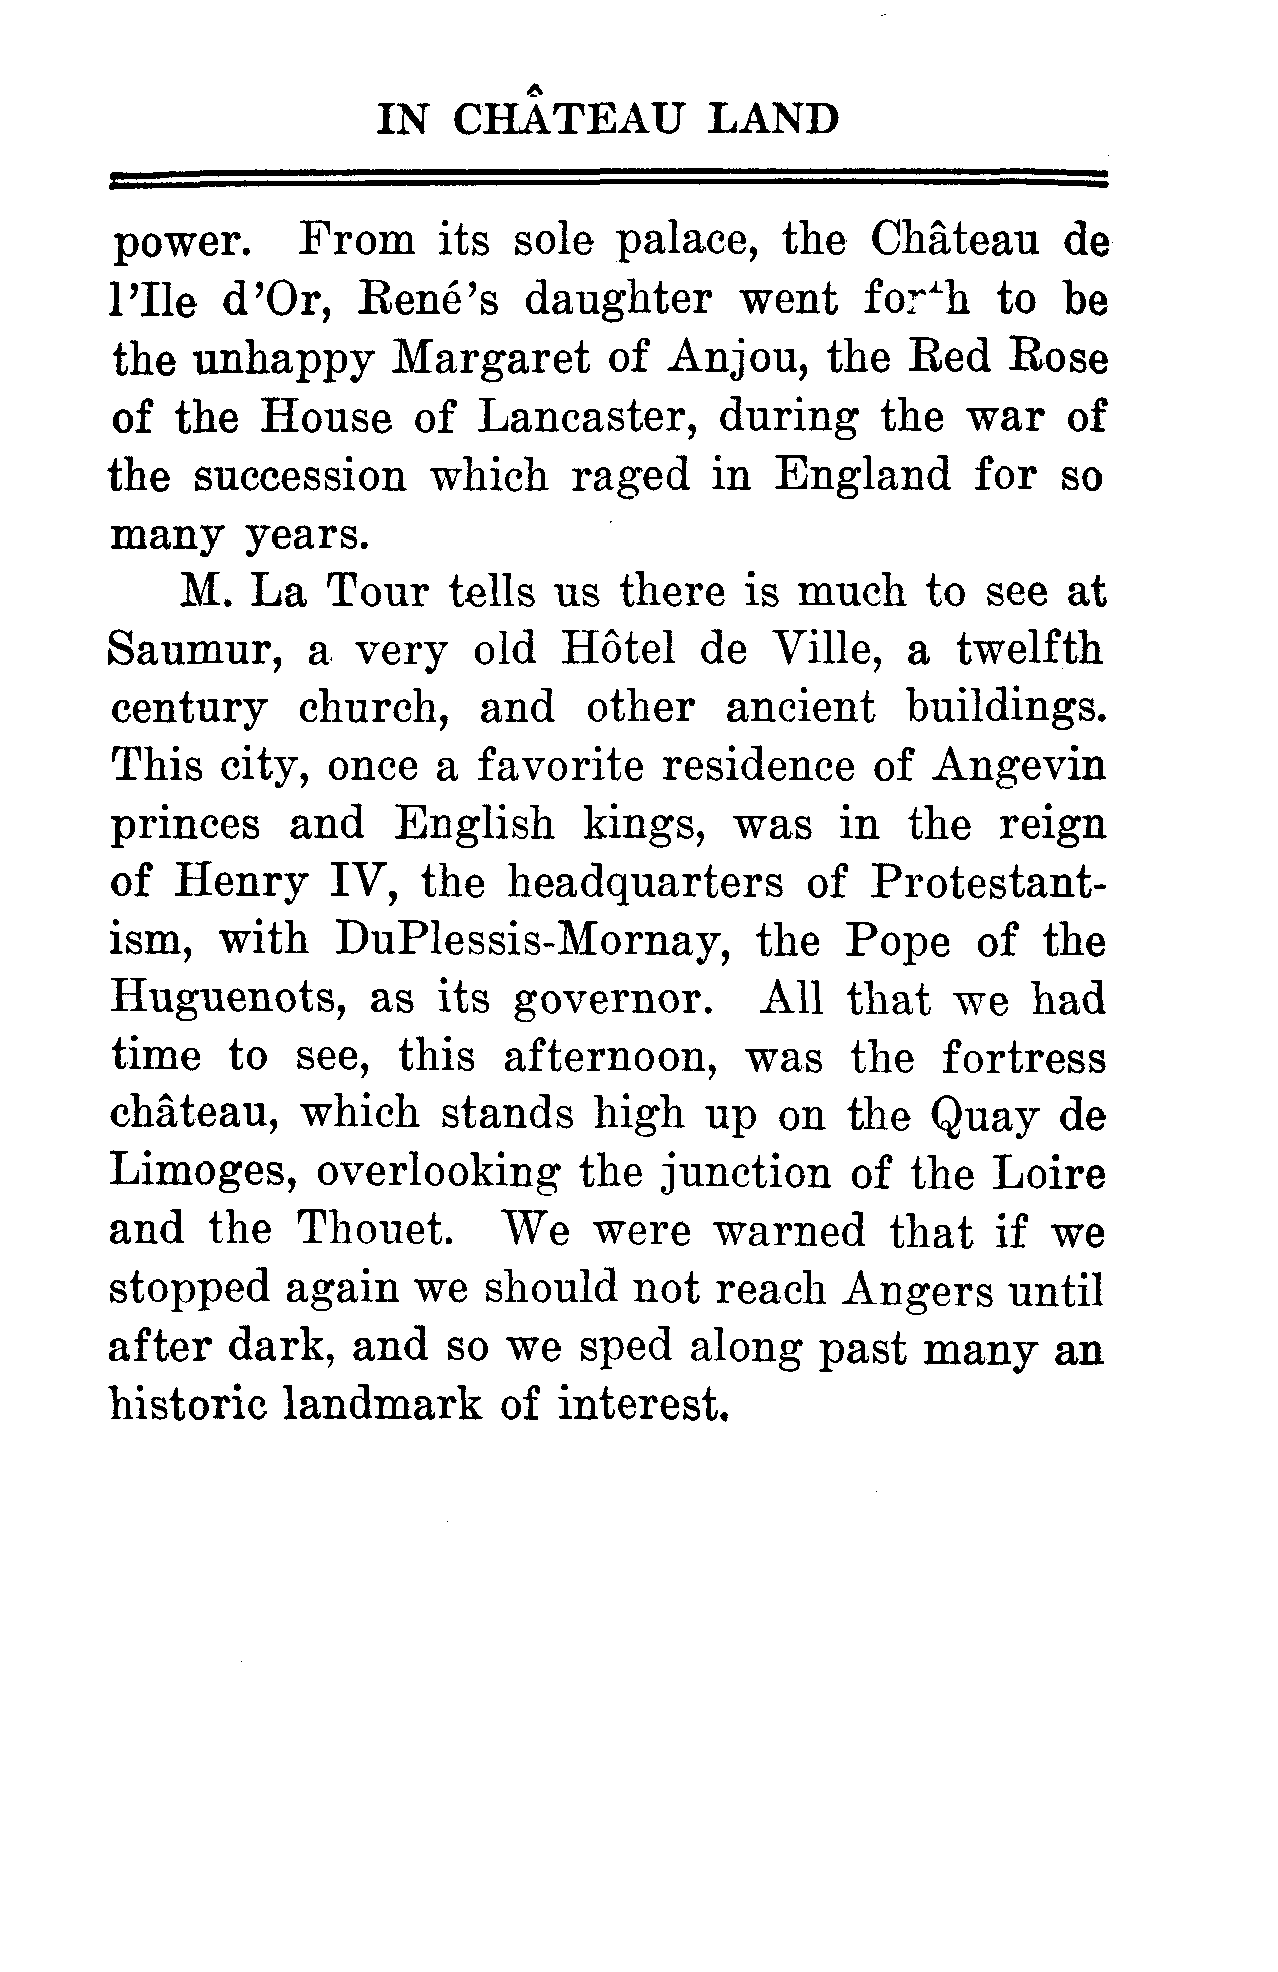 IN CHÂTEAU LAND
power. From its sole palace, the Château de
l'Ile d'Or, René's daughter went forth to be
the unhappy Margaret of Anjou, the Red Rose
of the House of Lancaster, during the war of
the succession which raged in England for so
many years.
M. La Tour tells us there is much to see at
Saumur, a very old Hôtel de Ville, a twelfth
century church, and other ancient buildings.
This city, once a favorite residence of Angevin
princes and English kings, was in the reign
of Henry IV, the headquarters of Protestant-
ism, with DuPlessis-Mornay, the Pope of the
Huguenots, as its governor. All that we had
time to see, this afternoon, was the fortress
château, which stands high up on the Quay de
Limoges, overlooking the junction of the Loire
and the Thouet. We were warned that if we
stopped again we should not reach Angers until
after dark, and so we sped along past many an
historic landmark of interest.